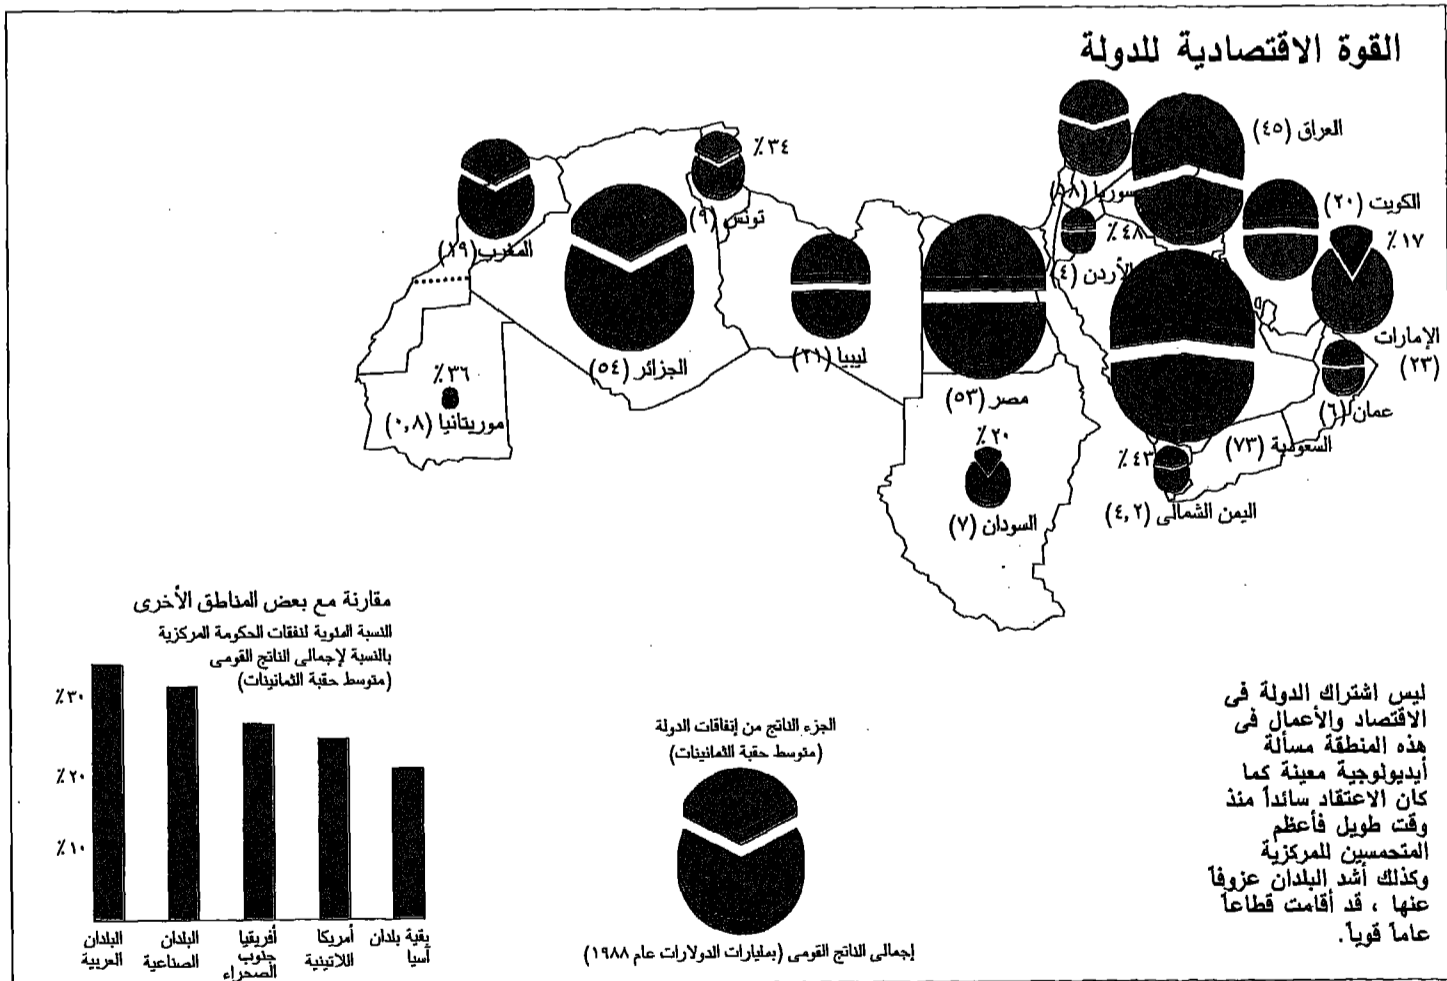 القوة الاقتصادية للدولة
العراق (٤٥)
سوريا (١٨)
الكويت (٢٠)
٪١٧
الإمارات
(٢٣)
٪٤٨
الأردن (٤)
عمان (٦)
السعودية (٧٣)
٪٤٣
اليمن الشمالى (٤,٢)
مصر (٥٣)
٪٢٠
السودان (٧)
ليبيا
٪٣٤
تونس (٩)
الجزائر (٥٤)
المغرب (١٩)
٪٣٦
موريتانيا (٠,٨)
ليس اشتراك الدولة فى
الاقتصاد والأعمال فى
هذه المنطقة مسألة
أيديولوجية معينة كما
كان الاعتقاد سائداً منذ
وقت طويل فأعظم
المتحمسين للمركزية
وكذلك أشد البلدان عزوفاً
عنها ، قد أقامت قطاعاً
عاماً قوياً.
الجزء الناتج من إنفاقات الدولة
(متوسط حقبة الثمانينات)
إجمالى الناتج القومى (بمليارات الدولارات عام ١٩٨٨)
مقارنة مع بعض المناطق الأخرى
النسبة المئوية لنفقات الحكومة المركزية
بالنسبة لإجمالى الناتج القومى
(متوسط حقبة الثمانينات)
٪٣٠
٪٢٠
٪١٠
بقية بلدان
آسيا
أمريكا
اللاتينية
أفريقيا
جنوب
الصحراء
البلدان
الصناعية
البلدان
العربية